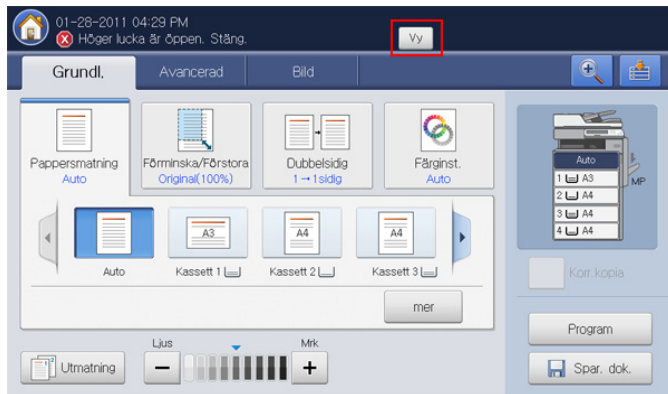 01-28-2011 04:29 PM
Höger lucka är öppen. Stäng.
Vy
Grundl.
Avancerad
Bild
Pappersmatning
Auto
Förminska/Förstora
Original(100%)
Dubbelsidig
1→1sidig
Färginst.
Auto
A3
A4
A4
Auto
Kassett 1
Kassett 2
Kassett 3
mer
Utmatning
Ljus
Mrk
Auto
1 A3
2 A4
3 A4
4 A4
MP
Korr.kopia
Program
Spar. dok.